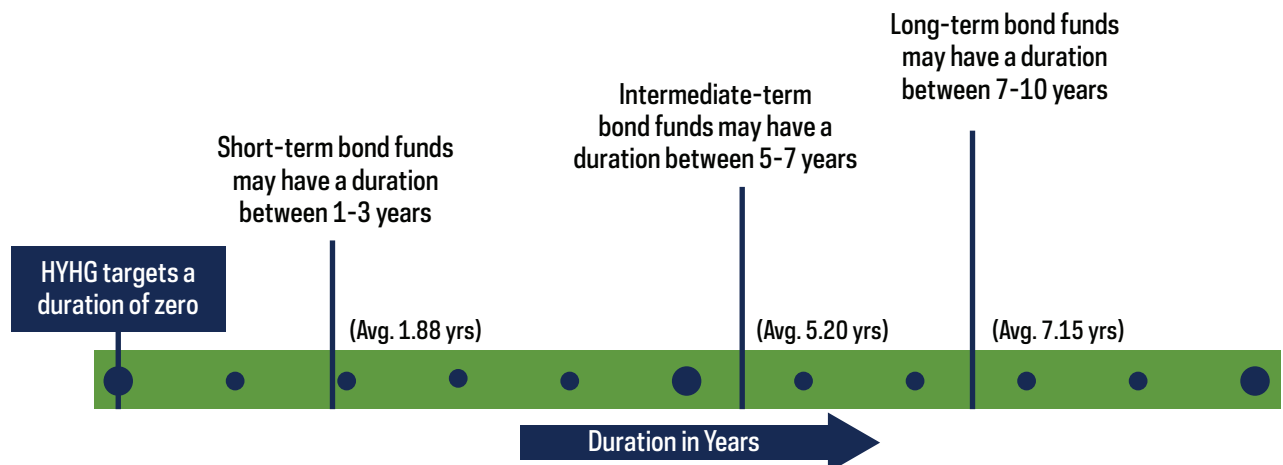 HYHG targets a
duration of zero
Short-term bond funds
may have a duration
between 1-3 years
(Avg. 1.88 yrs)
Intermediate-term
bond funds may have a
duration between 5-7 years
(Avg. 5.20 yrs)
Long-term bond funds
may have a duration
between 7-10 years
(Avg. 7.15 yrs)
Duration in Years